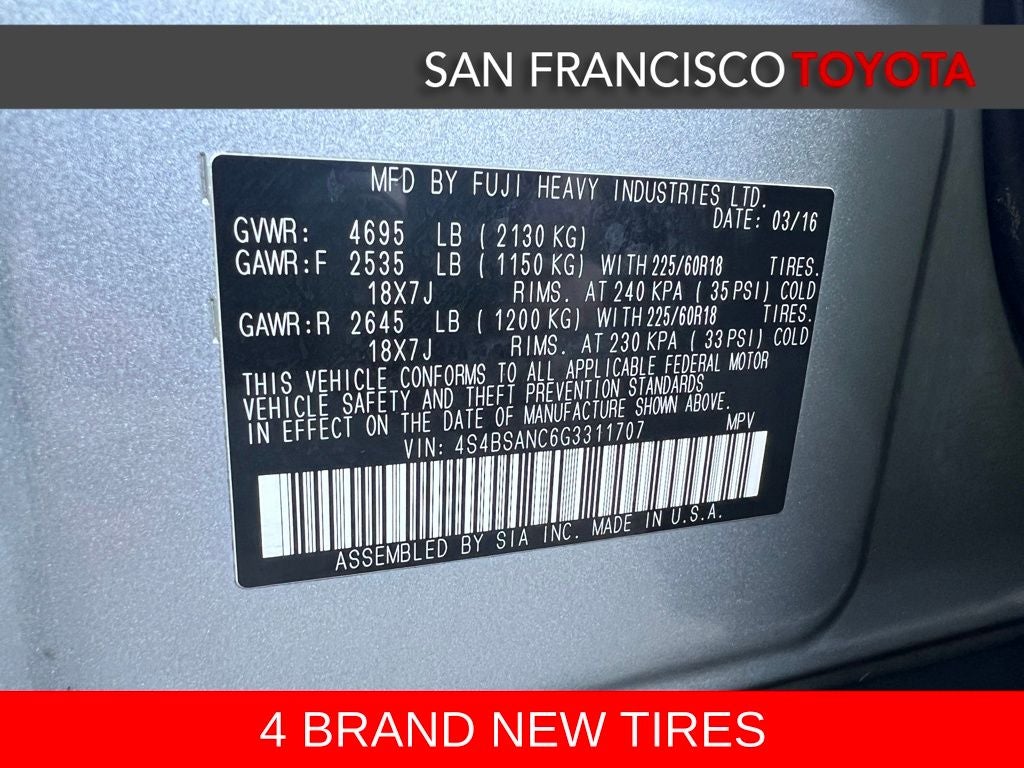 SAN FRANCISCO TOYOTA
MFD BY FUJI HEAVY INDUSTRIES LTD.
DATE: 03/16
GVWR: 4695 LB ( 2130 KG)
GAWR:F 2535 LB ( 1150 KG) WITH 225/60R18 TIRES.
18X7J RIMS. AT 240 KPA ( 35 PSI) COLD
GAWR:R 2645 LB ( 1200 KG) WITH 225/60R18 TIRES.
18X7J RIMS. AT 230 KPA ( 33 PSI) COLD
THIS VEHICLE CONFORMS TO ALL APPLICABLE FEDERAL MOTOR
VEHICLE SAFETY AND THEFT PREVENTION STANDARDS
IN EFFECT ON THE DATE OF MANUFACTURE SHOWN ABOVE.
VIN: 4S4BSANC6G3311707 MPV
ASSEMBLED BY SIA INC. MADE IN U.S.A.
4 BRAND NEW TIRES